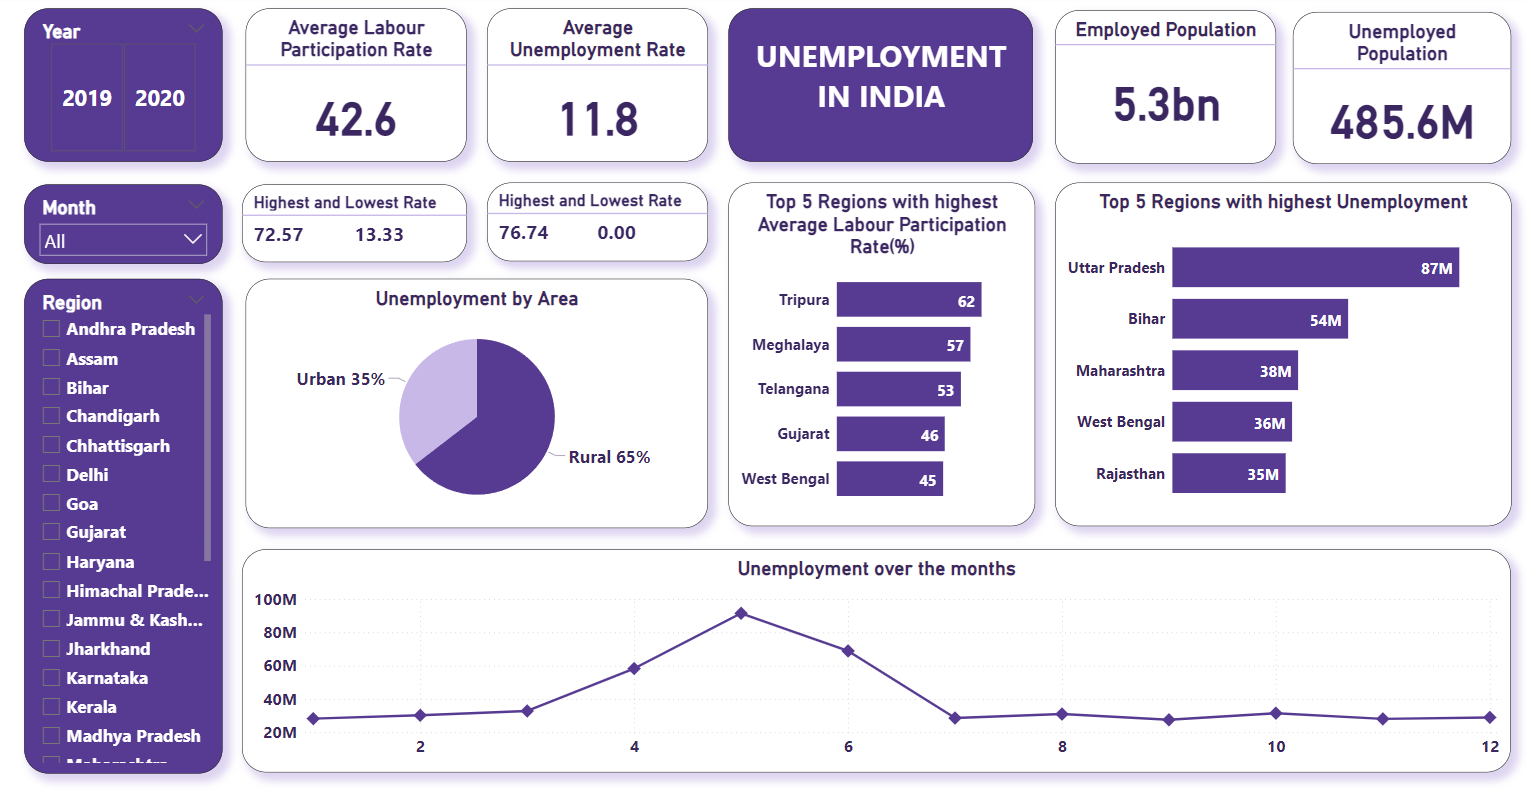 Year
2019
2020
Average Labour
Participation Rate
42.6
Average
Unemployment Rate
11.8
UNEMPLOYMENT
IN INDIA
Employed Population
5.3bn
Unemployed
Population
485.6M
Month
All
Highest and Lowest Rate
72.57 13.33
Highest and Lowest Rate
76.74 0.00
Region
Andhra Pradesh
Assam
Bihar
Chandigarh
Chhattisgarh
Delhi
Goa
Gujarat
Haryana
Himachal Prade...
Jammu & Kash...
Jharkhand
Karnataka
Kerala
Madhya Pradesh
Unemployment by Area
Urban 35%
Rural 65%
Top 5 Regions with highest
Average Labour Participation
Rate(%)
Tripura 62
Meghalaya 57
Telangana 53
Gujarat 46
West Bengal 45
Top 5 Regions with highest Unemployment
Uttar Pradesh 87M
Bihar 54M
Maharashtra 38M
West Bengal 36M
Rajasthan 35M
Unemployment over the months
100M
80M
60M
40M
20M
2 4 6 8 10 12